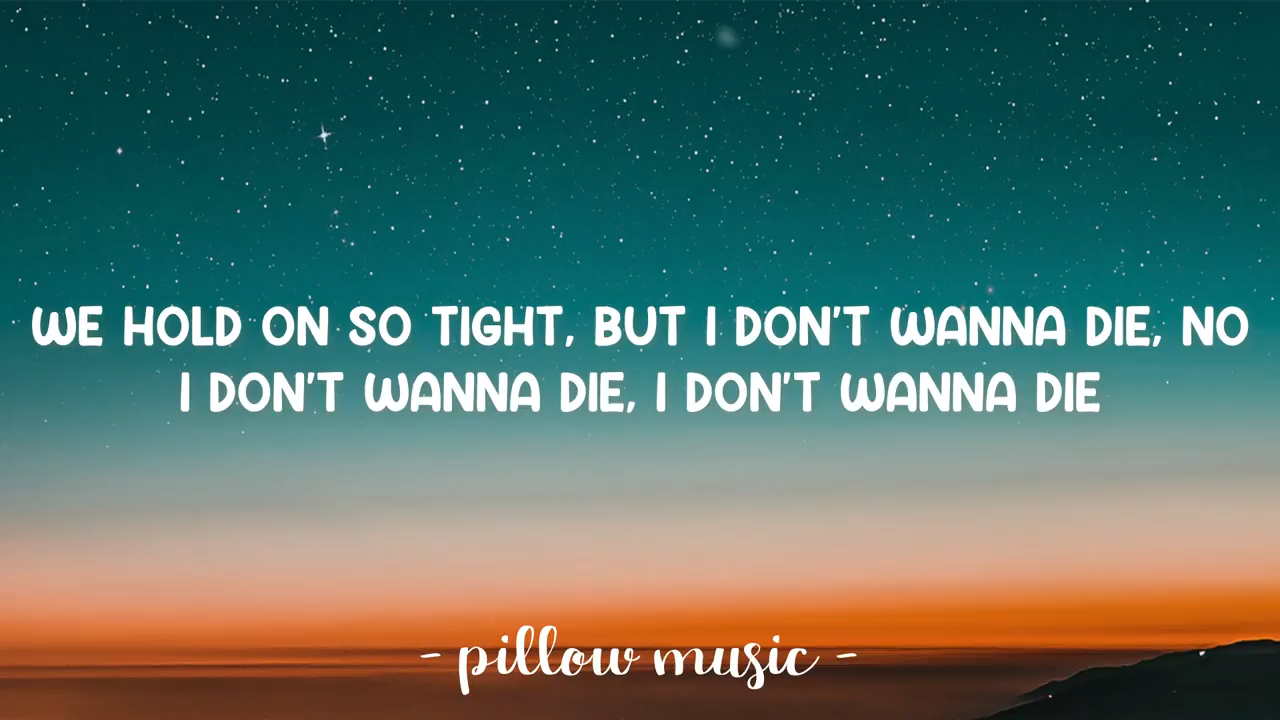 WE HOLD ON SO TIGHT, BUT I DON'T WANNA DIE, NO
I DON'T WANNA DIE, I DON'T WANNA DIE
- pillow music -